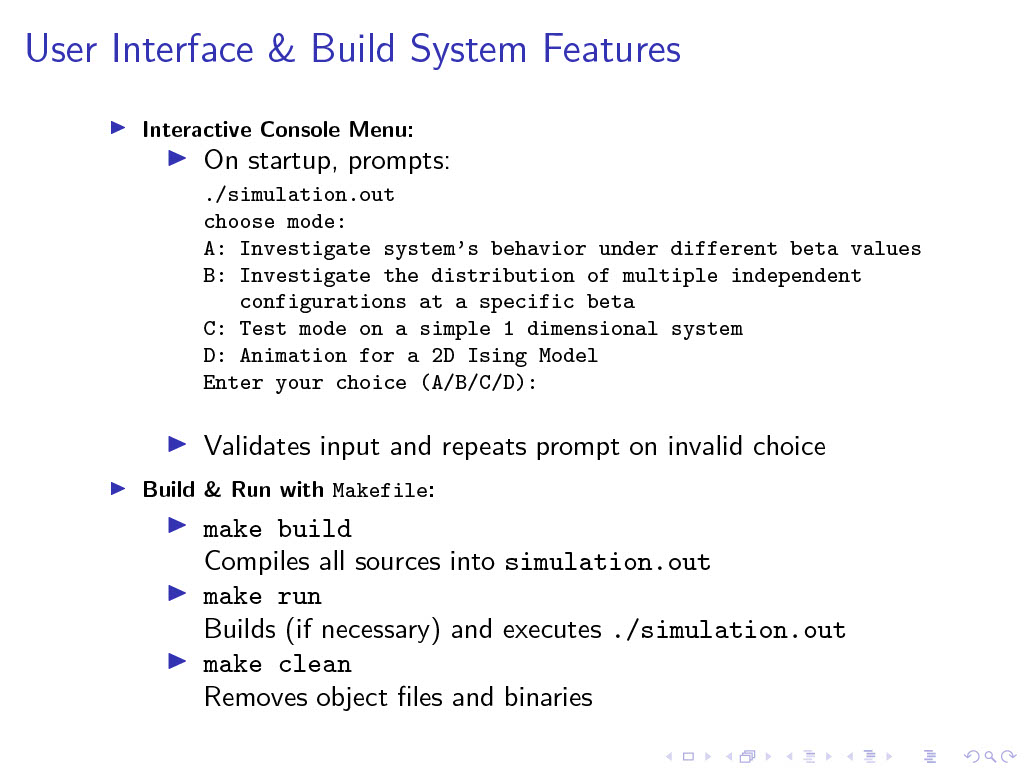 User Interface & Build System Features
Interactive Console Menu:
On startup, prompts:
./simulation.out
choose mode:
A: Investigate system's behavior under different beta values
B: Investigate the distribution of multiple independent
configurations at a specific beta
C: Test mode on a simple 1 dimensional system
D: Animation for a 2D Ising Model
Enter your choice (A/B/C/D):
Validates input and repeats prompt on invalid choice
Build & Run with Makefile:
make build
Compiles all sources into simulation.out
make run
Builds (if necessary) and executes ./simulation.out
make clean
Removes object files and binaries